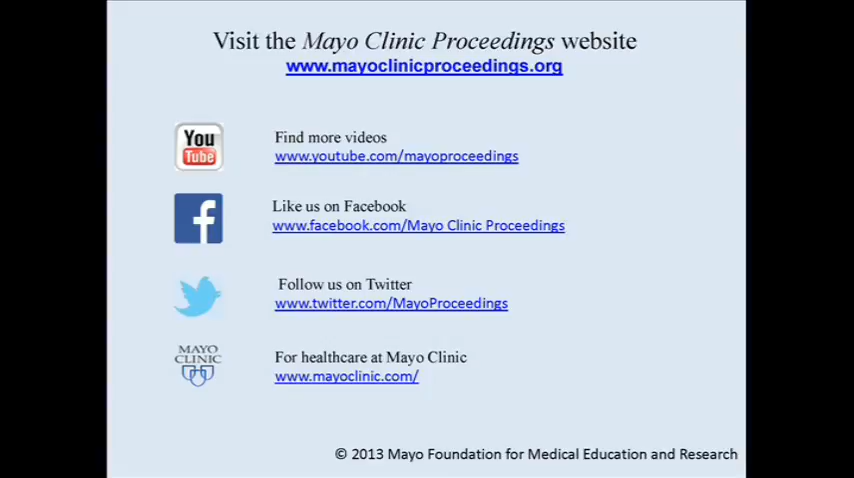 Visit the Mayo Clinic Proceedings website
www.mayoclinicproceedings.org
You
Tube
Find more videos
www.youtube.com/mayoproceedings
f
Like us on Facebook
www.facebook.com/Mayo Clinic Proceedings
Follow us on Twitter
www.twitter.com/MayoProceedings
MAYO
CLINIC
For healthcare at Mayo Clinic
www.mayoclinic.com/
© 2013 Mayo Foundation for Medical Education and Research